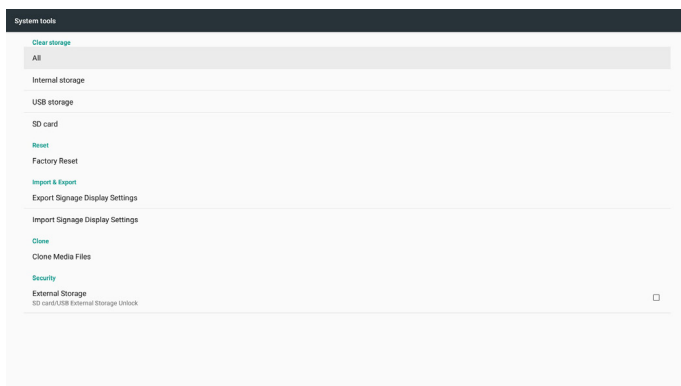 System tools
Clear storage
All
Internal storage
USB storage
SD card
Reset
Factory Reset
Import & Export
Export Signage Display Settings
Import Signage Display Settings
Clone
Clone Media Files
Security
External Storage
SD card/USB External Storage Unlock